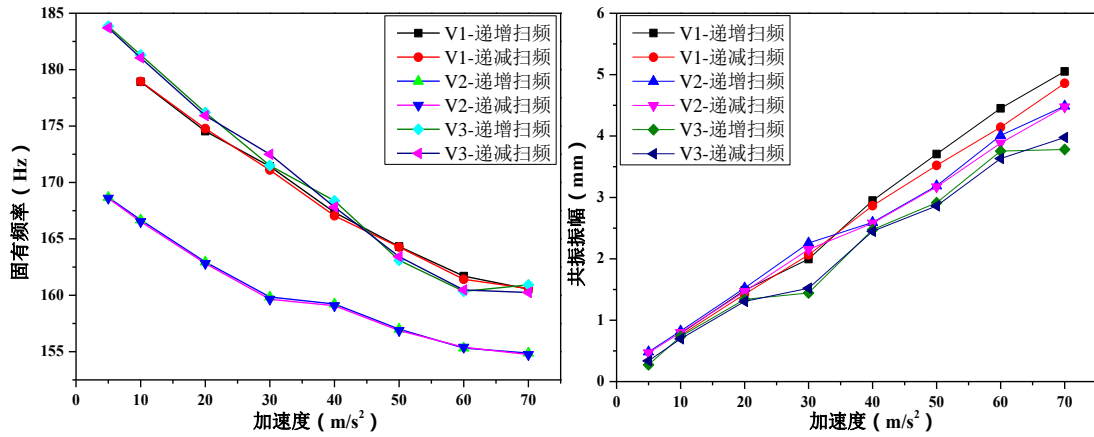 185
180
175
170
165
160
155
固有频率（Hz）
V1-递增扫频
V1-递减扫频
V2-递增扫频
V2-递减扫频
V3-递增扫频
V3-递减扫频
0 10 20 30 40 50 60 70
加速度（m/s²）
6
5
4
3
2
1
0
共振振幅（mm）
V1-递增扫频
V1-递减扫频
V2-递增扫频
V2-递减扫频
V3-递增扫频
V3-递减扫频
0 10 20 30 40 50 60 70
加速度（m/s²）